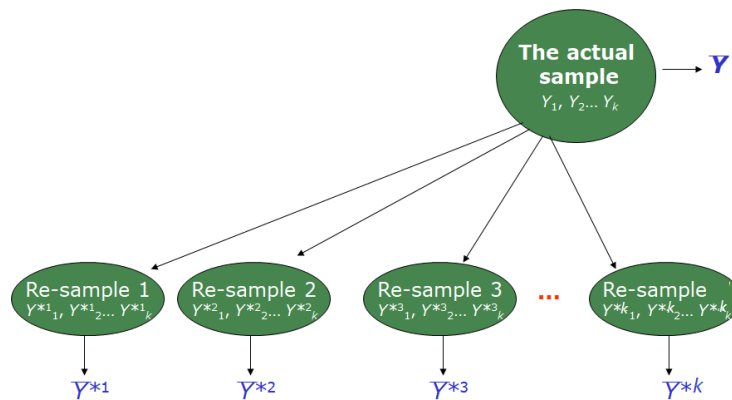 The actual
sample
Y₁, Y₂... Yₖ
Y̅
Re-sample 1
Y*¹₁, Y*¹₂... Y*¹ₖ
Re-sample 2
Y*²₁, Y*²₂... Y*²ₖ
Re-sample 3
Y*³₁, Y*³₂... Y*³ₖ
...
Re-sample
Y*ᵏ₁, Y*ᵏ₂... Y*ᵏₖ
Y̅*¹
Y̅*²
Y̅*³
Y̅*ᵏ